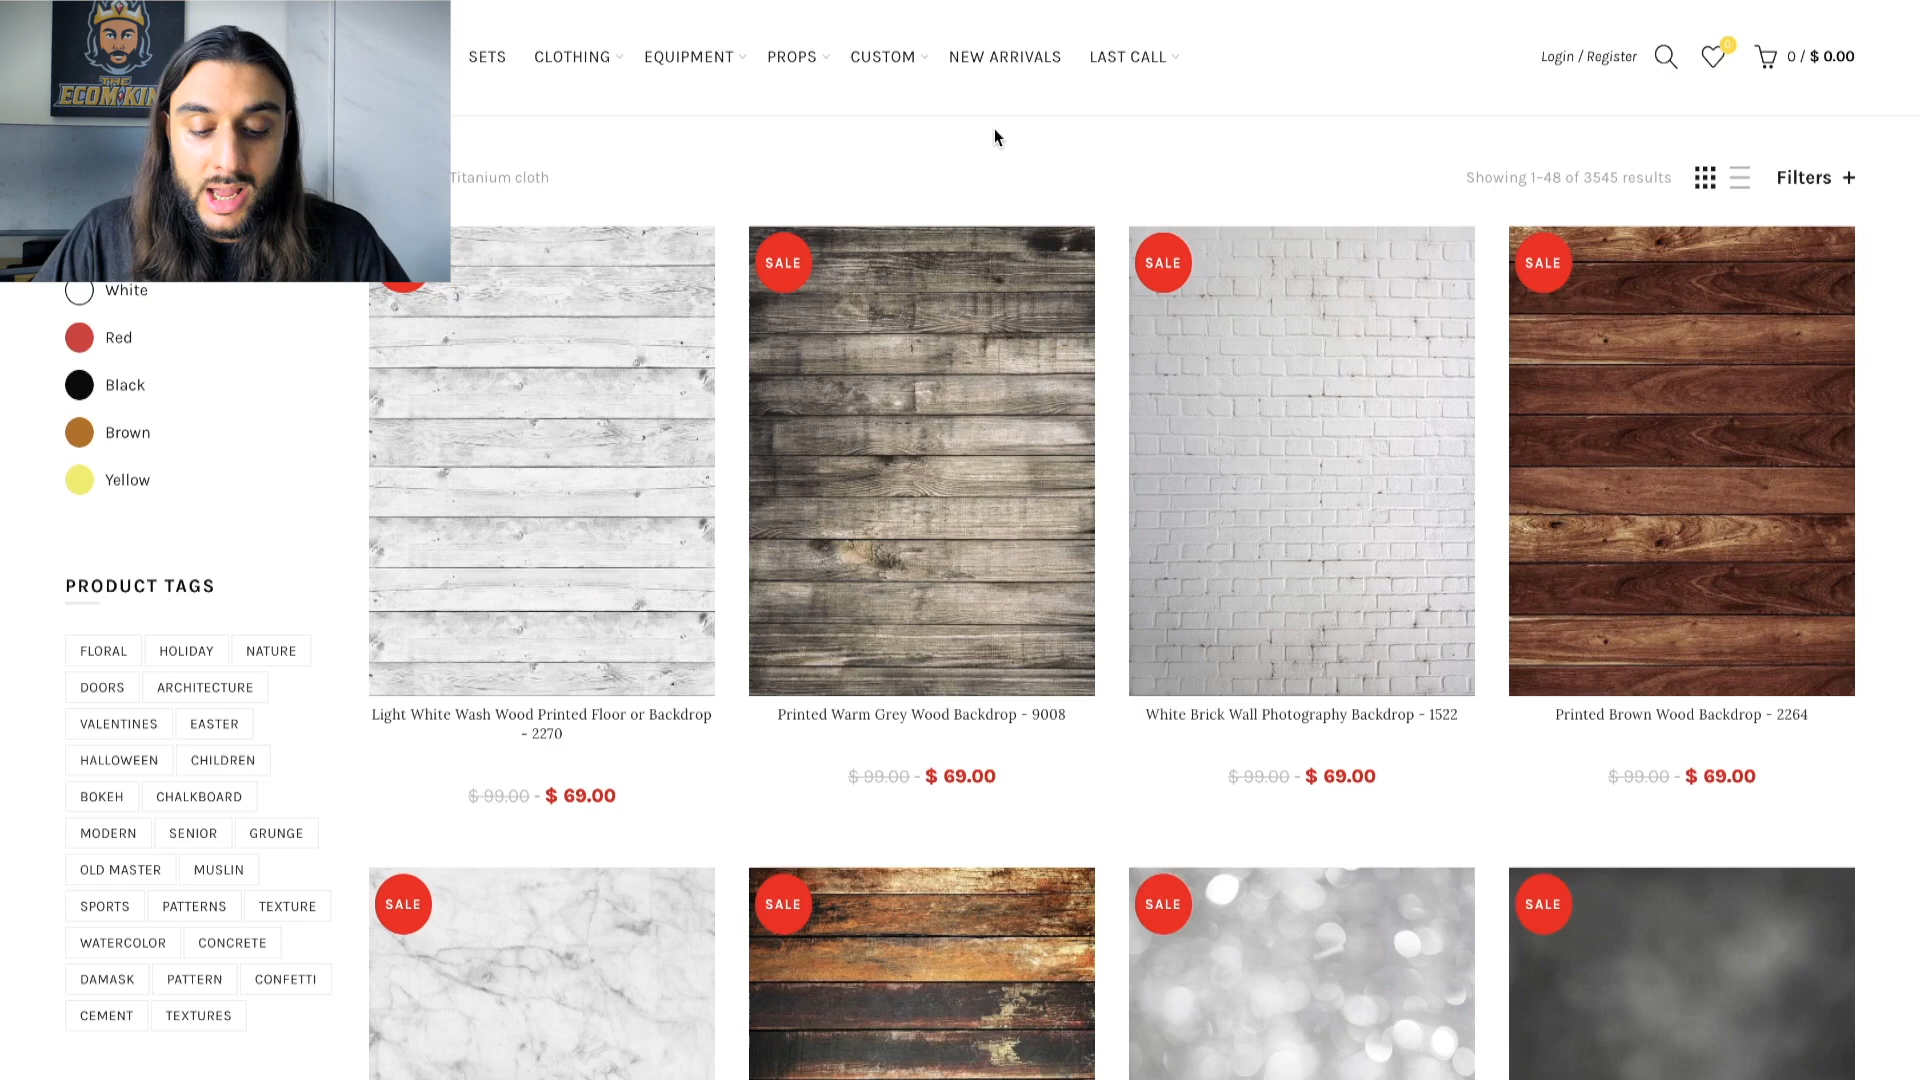 THE
SETS CLOTHING EQUIPMENT PROPS CUSTOM NEW ARRIVALS LAST CALL Login / Register 0 0 / $ 0.00
Titanium cloth Showing 1–48 of 3545 results Filters +
SALE SALE SALE
White
Red
Black
Brown
Yellow
Light White Wash Wood Printed Floor or Backdrop
- 2270
$ 99.00 - $ 69.00
Printed Warm Grey Wood Backdrop - 9008
$ 99.00 - $ 69.00
White Brick Wall Photography Backdrop - 1522
$ 99.00 - $ 69.00
Printed Brown Wood Backdrop - 2264
$ 99.00 - $ 69.00
PRODUCT TAGS
FLORAL HOLIDAY NATURE
DOORS ARCHITECTURE
VALENTINES EASTER
HALLOWEEN CHILDREN
BOKEH CHALKBOARD
MODERN SENIOR GRUNGE
OLD MASTER MUSLIN
SPORTS PATTERNS TEXTURE
WATERCOLOR CONCRETE
DAMASK PATTERN CONFETTI
CEMENT TEXTURES
SALE SALE SALE SALE